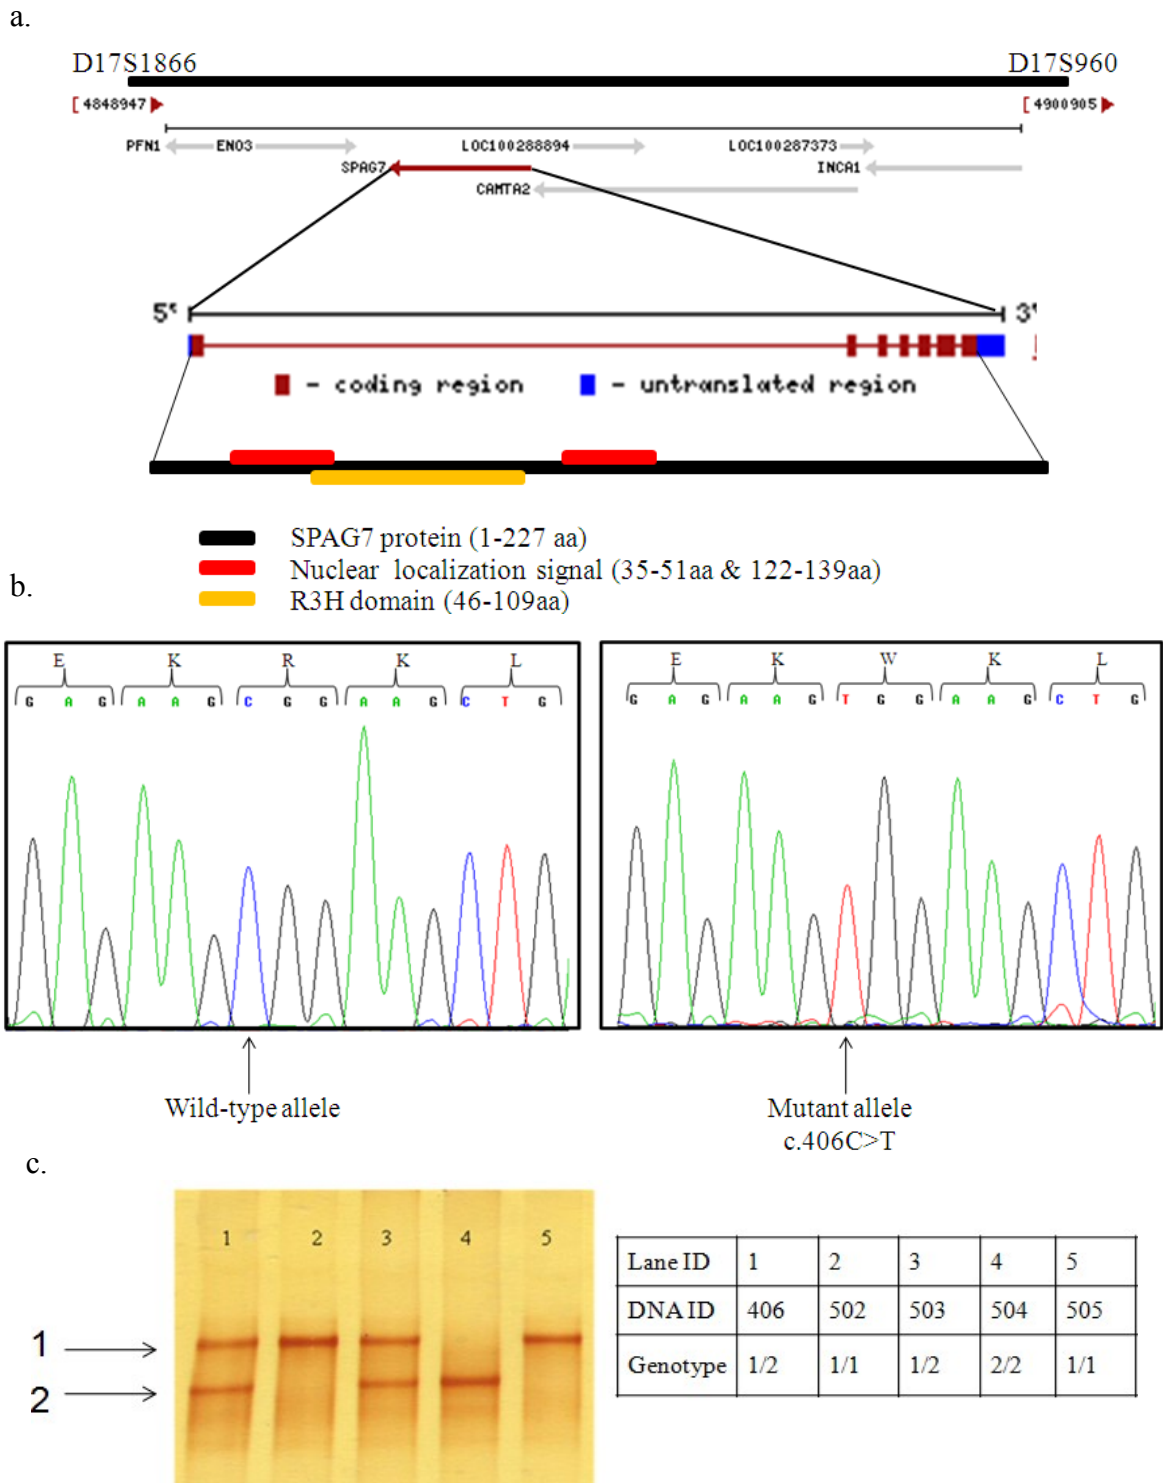 a.
D17S1866 D17S960
[ 4848947 [ 4900905
PFN1 ENO3 LOC100288894 LOC100287373
SPAG7 INCA1
CAMTA2
5' 3'
- coding region - untranslated region
SPAG7 protein (1-227 aa)
Nuclear localization signal (35-51aa & 122-139aa)
R3H domain (46-109aa)
b.
E K R K L
G A G A A G C G G A A G C T G
E K W K L
G A G A A G T G G A A G C T G
Wild-type allele
Mutant allele
c.406C>T
c.
1 2 3 4 5
1
2
Lane ID 1 2 3 4 5
DNA ID 406 502 503 504 505
Genotype 1/2 1/1 1/2 2/2 1/1